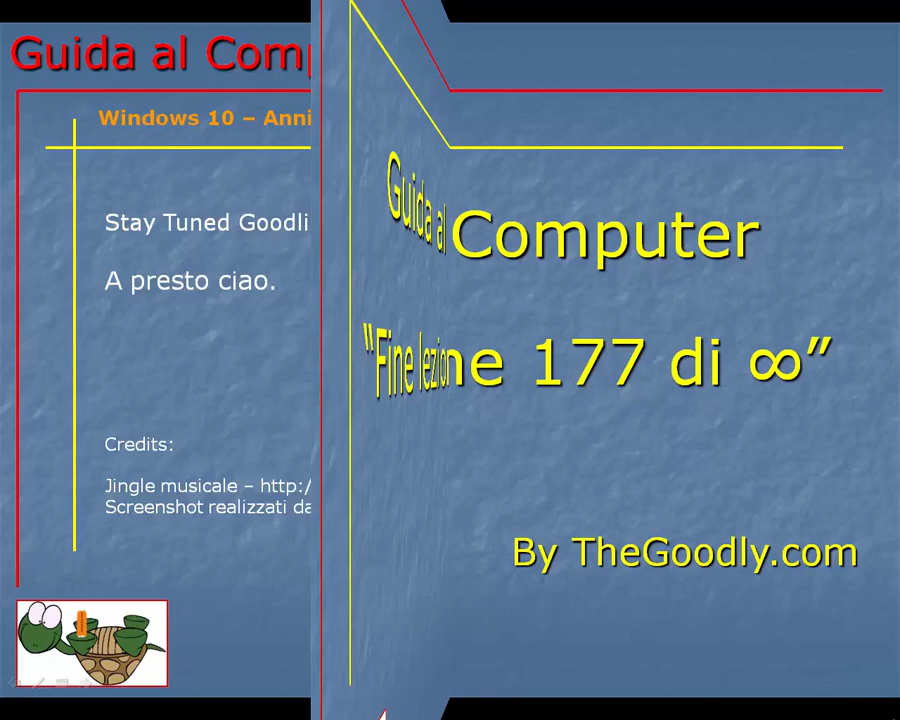 Guida al Comp
Windows 10 – Anni
Stay Tuned Goodli
A presto ciao.
Credits:
Jingle musicale – http:/
Screenshot realizzati da
Guida al Computer
“Fine lezione 177 di ∞”
By TheGoodly.com